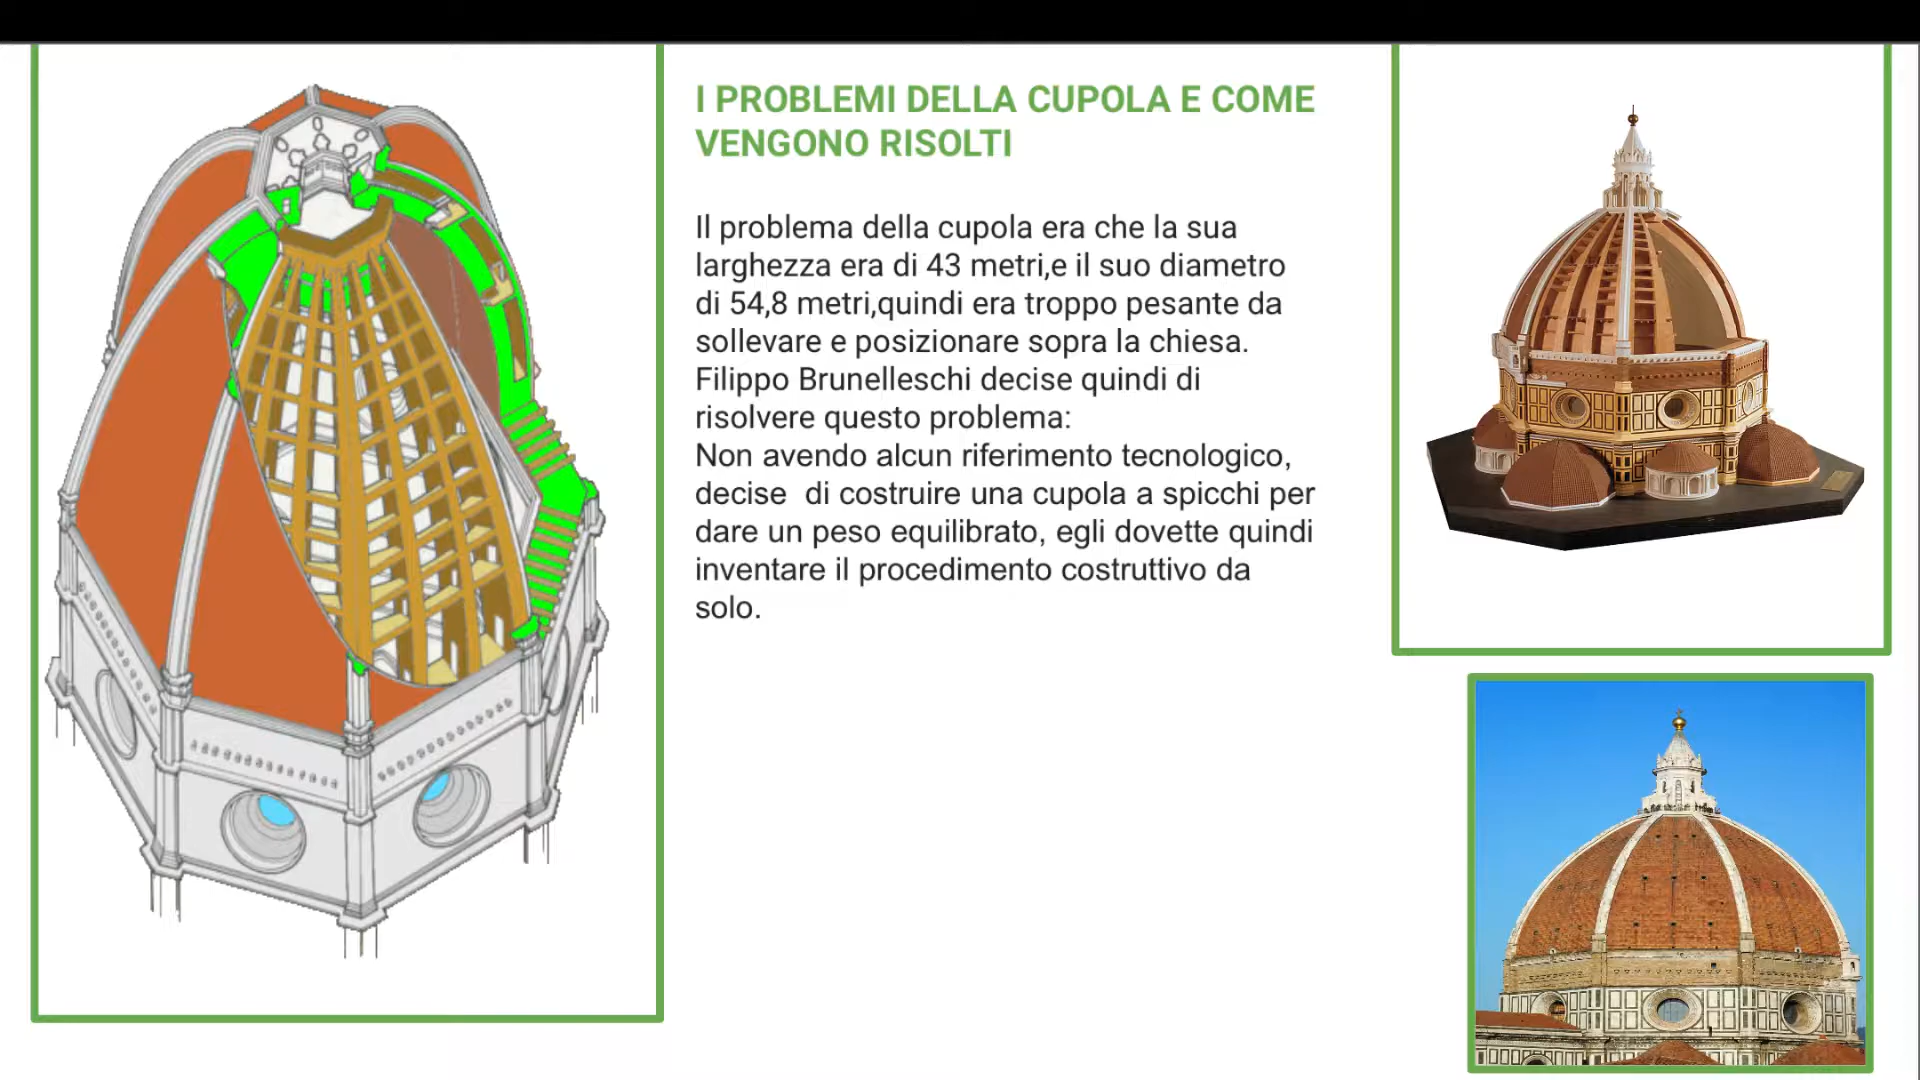 I PROBLEMI DELLA CUPOLA E COME
VENGONO RISOLTI
Il problema della cupola era che la sua
larghezza era di 43 metri,e il suo diametro
di 54,8 metri,quindi era troppo pesante da
sollevare e posizionare sopra la chiesa.
Filippo Brunelleschi decise quindi di
risolvere questo problema:
Non avendo alcun riferimento tecnologico,
decise  di costruire una cupola a spicchi per
dare un peso equilibrato, egli dovette quindi
inventare il procedimento costruttivo da
solo.